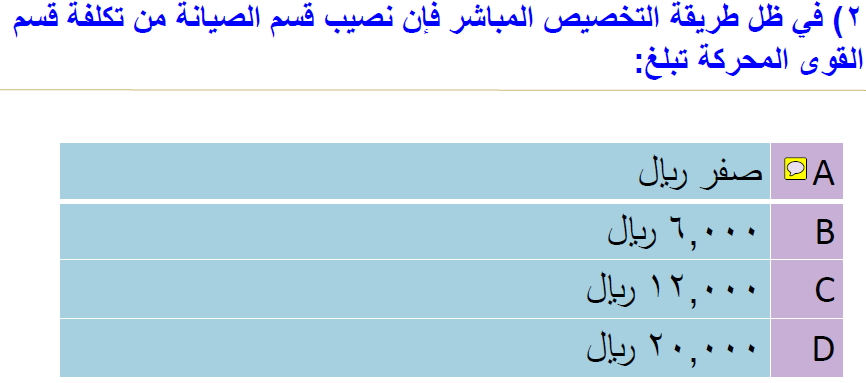 ٢) في ظل طريقة التخصيص المباشر فإن نصيب قسم الصيانة من تكلفة قسم
القوى المحركة تبلغ:
A صفر ريال
B ٦,٠٠٠ ريال
C ١٢,٠٠٠ ريال
D ٢٠,٠٠٠ ريال